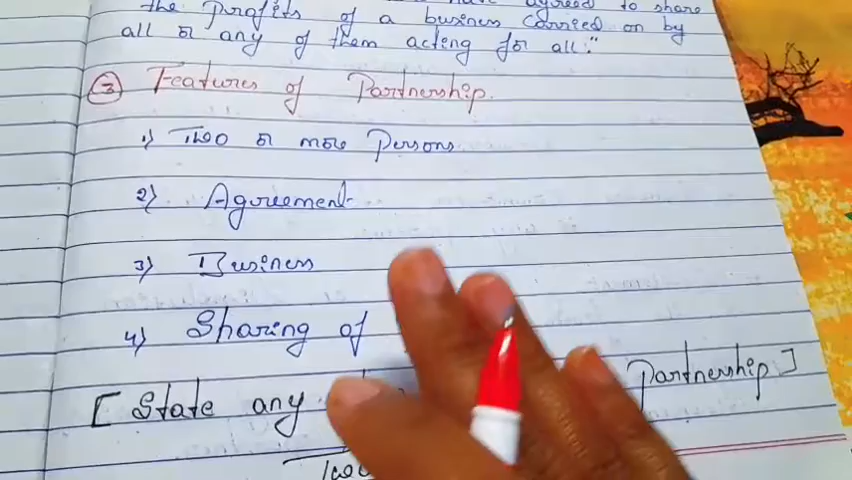 the Profits of a business carried on by
all or any of them acting for all."
③ Features of Partnership.
1) Two or more Persons
2) Agreement
3) Business
4) Sharing of
[State any Partnership]